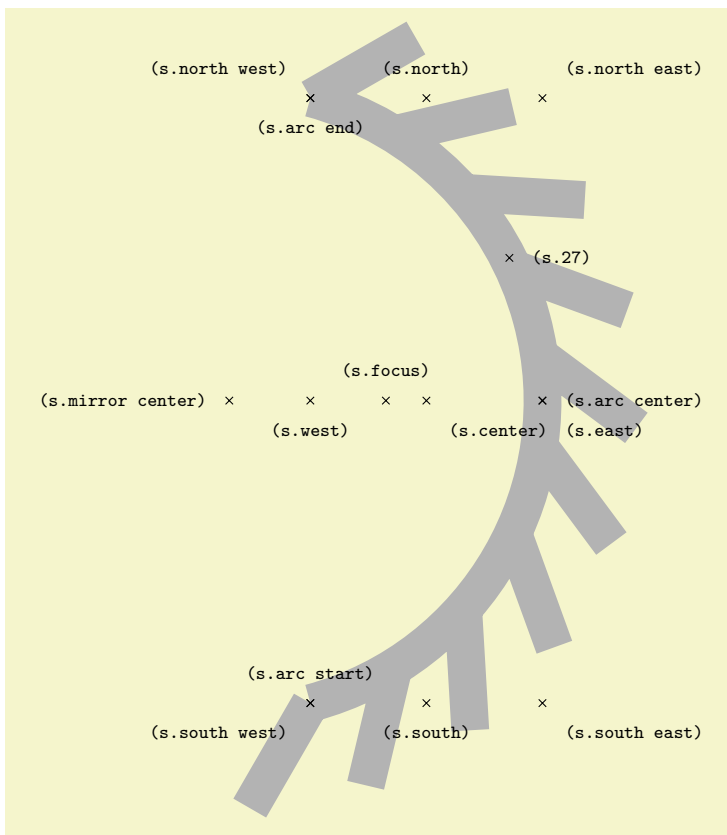 (s.north west) (s.north) (s.north east)
(s.arc end)
(s.27)
(s.focus)
(s.mirror center) (s.arc center)
(s.west) (s.center) (s.east)
(s.arc start)
(s.south west) (s.south) (s.south east)